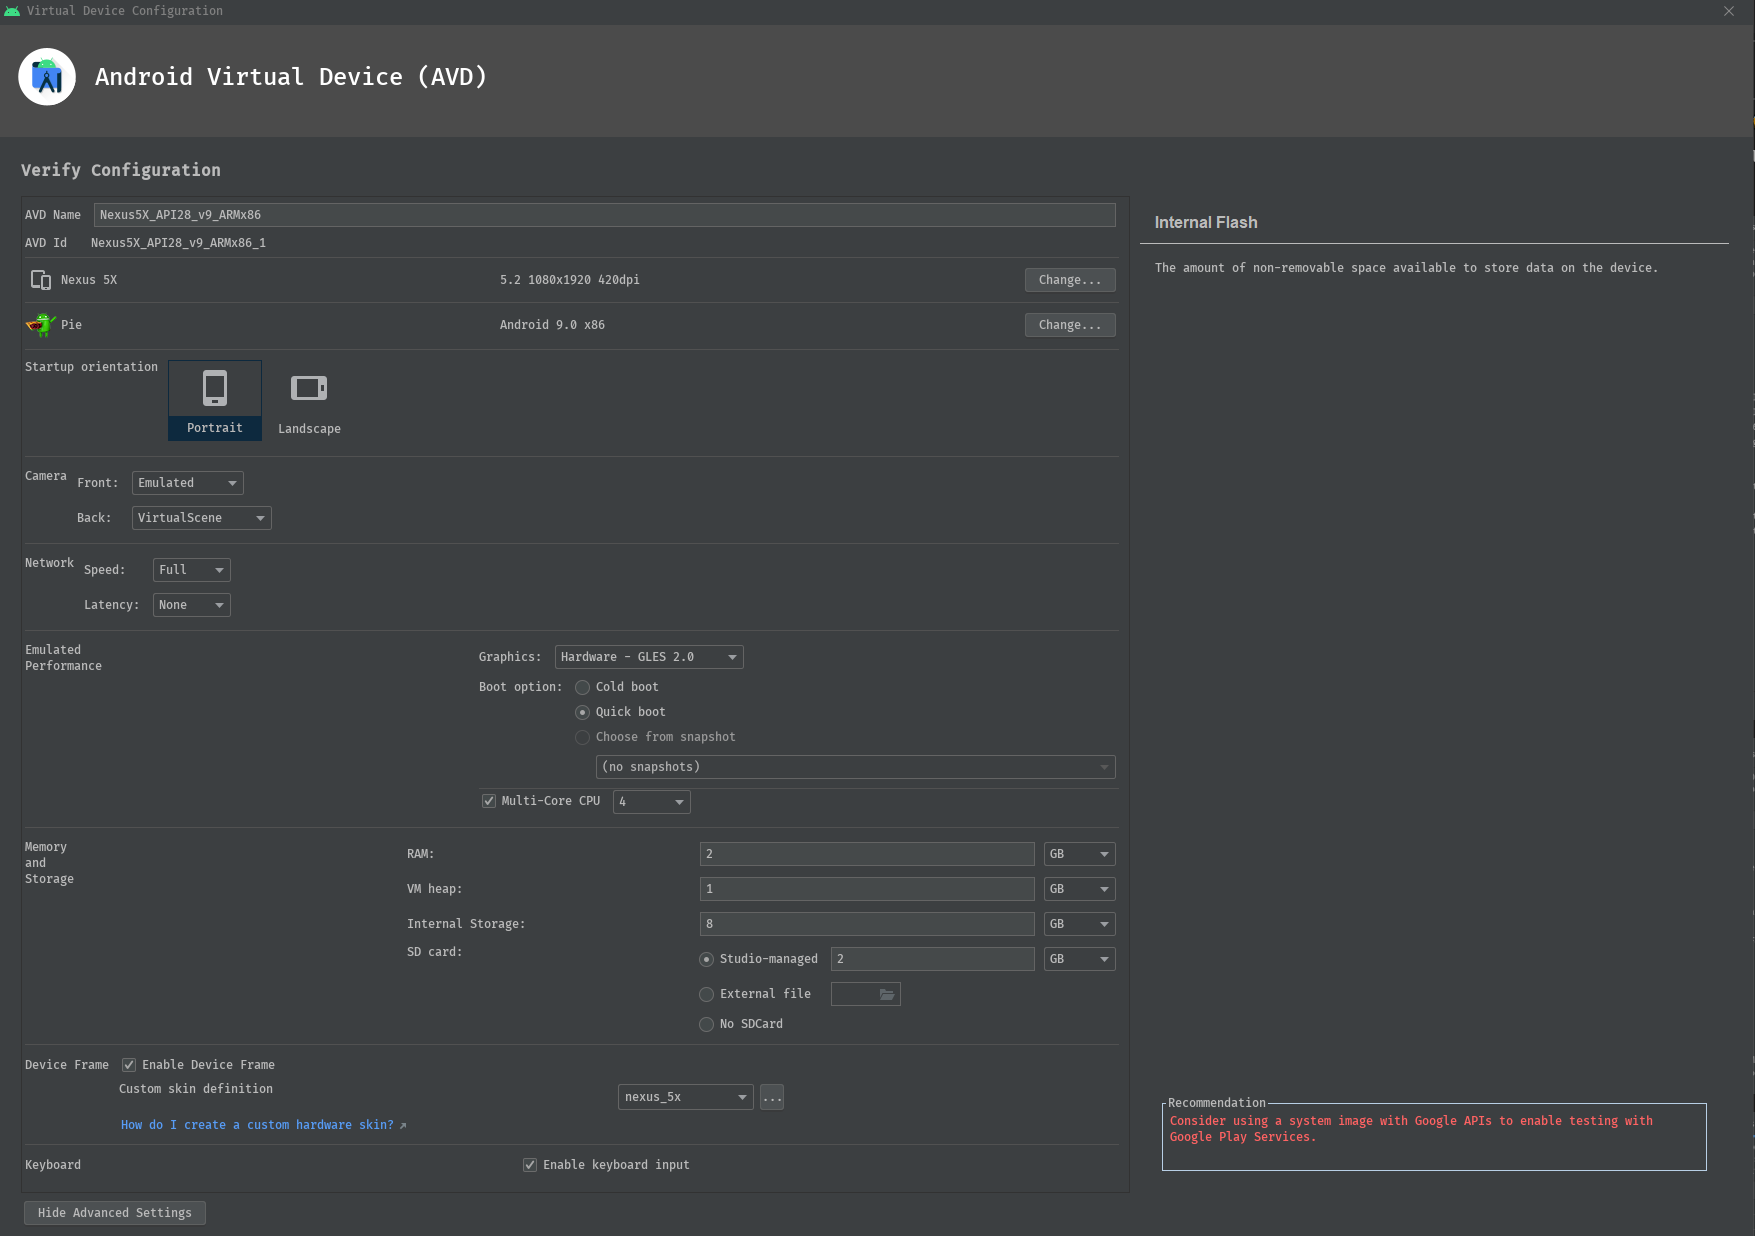 Virtual Device Configuration
Android Virtual Device (AVD)
Verify Configuration
AVD Name Nexus5X_API28_v9_ARMx86
AVD Id Nexus5X_API28_v9_ARMx86_1
Nexus 5X 5.2 1080x1920 420dpi Change...
Pie Android 9.0 x86 Change...
Startup orientation
Portrait Landscape
Camera Front: Emulated
Back: VirtualScene
Network Speed: Full
Latency: None
Emulated
Performance
Graphics: Hardware - GLES 2.0
Boot option: Cold boot
Quick boot
Choose from snapshot
(no snapshots)
Multi-Core CPU 4
Memory
and
Storage
RAM: 2 GB
VM heap: 1 GB
Internal Storage: 8 GB
SD card:
Studio-managed 2 GB
External file
No SDCard
Device Frame Enable Device Frame
Custom skin definition nexus_5x ...
How do I create a custom hardware skin? ↗
Keyboard Enable keyboard input
Hide Advanced Settings
Internal Flash
The amount of non-removable space available to store data on the device.
Recommendation
Consider using a system image with Google APIs to enable testing with
Google Play Services.